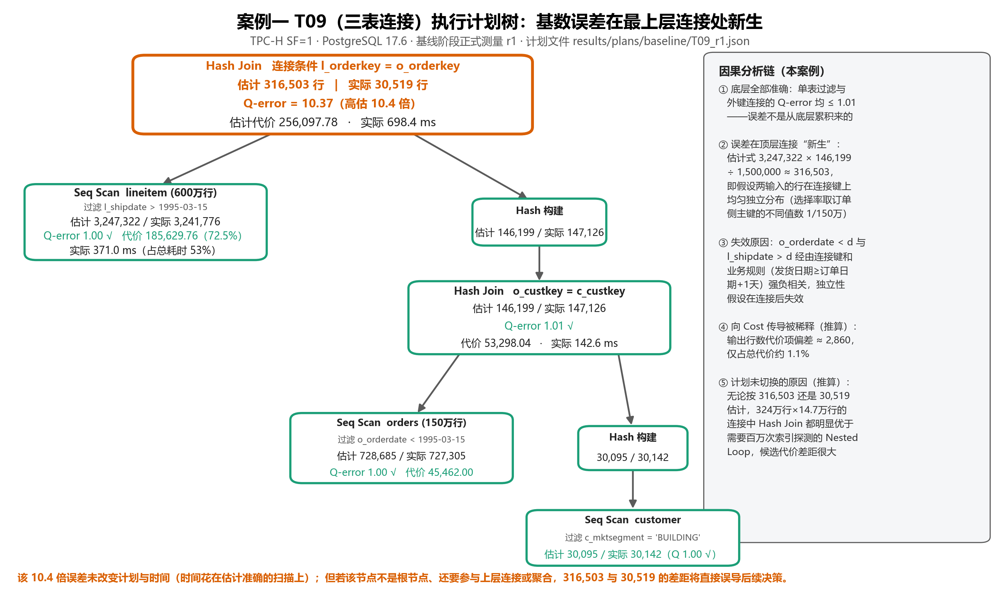 案例一 T09（三表连接）执行计划树：基数误差在最上层连接处新生
TPC-H SF=1 · PostgreSQL 17.6 · 基线阶段正式测量 r1 · 计划文件 results/plans/baseline/T09_r1.json
Hash Join 连接条件 l_orderkey = o_orderkey
估计 316,503 行 | 实际 30,519 行
Q-error = 10.37（高估 10.4 倍）
估计代价 256,097.78 · 实际 698.4 ms
Seq Scan lineitem (600万行)
过滤 l_shipdate > 1995-03-15
估计 3,247,322 / 实际 3,241,776
Q-error 1.00 √ 代价 185,629.76（72.5%）
实际 371.0 ms（占总耗时 53%）
Hash 构建
估计 146,199 / 实际 147,126
Hash Join o_custkey = c_custkey
估计 146,199 / 实际 147,126
Q-error 1.01 √
代价 53,298.04 · 实际 142.6 ms
Seq Scan orders (150万行)
过滤 o_orderdate < 1995-03-15
估计 728,685 / 实际 727,305
Q-error 1.00 √ 代价 45,462.00
Hash 构建
30,095 / 30,142
Seq Scan customer
过滤 c_mktsegment = 'BUILDING'
估计 30,095 / 实际 30,142（Q 1.00 √）
因果分析链（本案例）
① 底层全部准确：单表过滤与
外键连接的 Q-error 均 ≤ 1.01
——误差不是从底层累积来的
② 误差在顶层连接“新生”：
估计式 3,247,322 × 146,199
÷ 1,500,000 ≈ 316,503，
即假设两输入的行在连接键上
均匀独立分布（选择率取订单
侧主键的不同值数 1/150万）
③ 失效原因：o_orderdate < d 与
l_shipdate > d 经由连接键和
业务规则（发货日期≥订单日
期+1天）强负相关，独立性
假设在连接后失效
④ 向 Cost 传导被稀释（推算）：
输出行数代价项偏差 ≈ 2,860，
仅占总代价约 1.1%
⑤ 计划未切换的原因（推算）：
无论按 316,503 还是 30,519
估计，324万行×14.7万行的
连接中 Hash Join 都明显优于
需要百万次索引探测的 Nested
Loop，候选代价差距很大
该 10.4 倍误差未改变计划与时间（时间花在估计准确的扫描上）；但若该节点不是根节点、还要参与上层连接或聚合，316,503 与 30,519 的差距将直接误导后续决策。